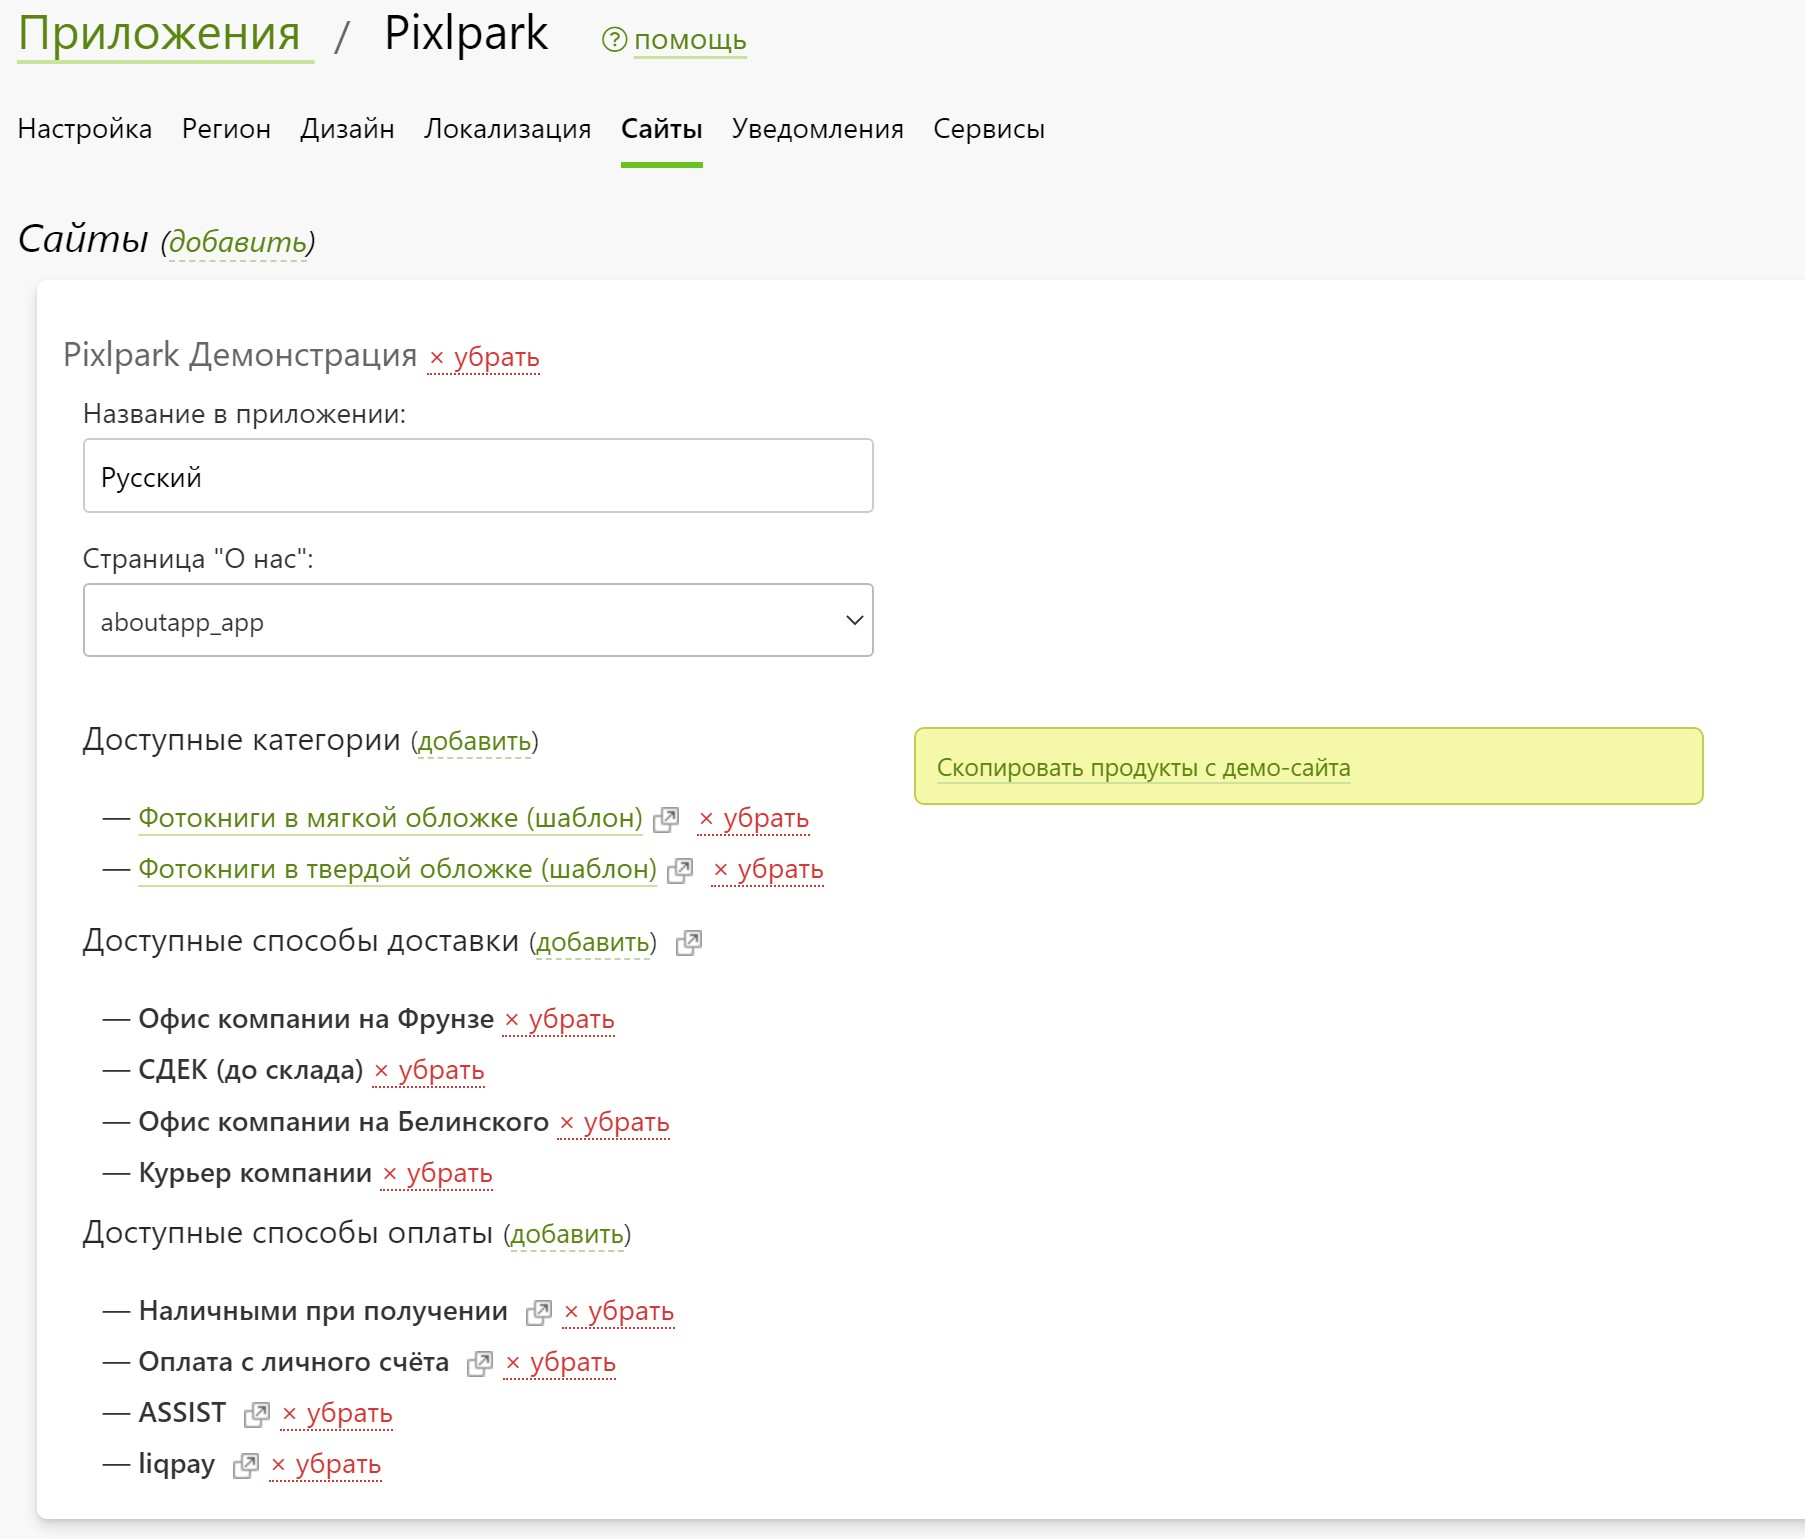 Приложения / Pixlpark ? помощь
Настройка Регион Дизайн Локализация Сайты Уведомления Сервисы
Сайты (добавить)
Pixlpark Демонстрация × убрать
Название в приложении:
Русский
Страница "О нас":
aboutapp_app
Доступные категории (добавить)
Скопировать продукты с демо-сайта
— Фотокниги в мягкой обложке (шаблон) × убрать
— Фотокниги в твердой обложке (шаблон) × убрать
Доступные способы доставки (добавить)
— Офис компании на Фрунзе × убрать
— СДЕК (до склада) × убрать
— Офис компании на Белинского × убрать
— Курьер компании × убрать
Доступные способы оплаты (добавить)
— Наличными при получении × убрать
— Оплата с личного счёта × убрать
— ASSIST × убрать
— liqpay × убрать